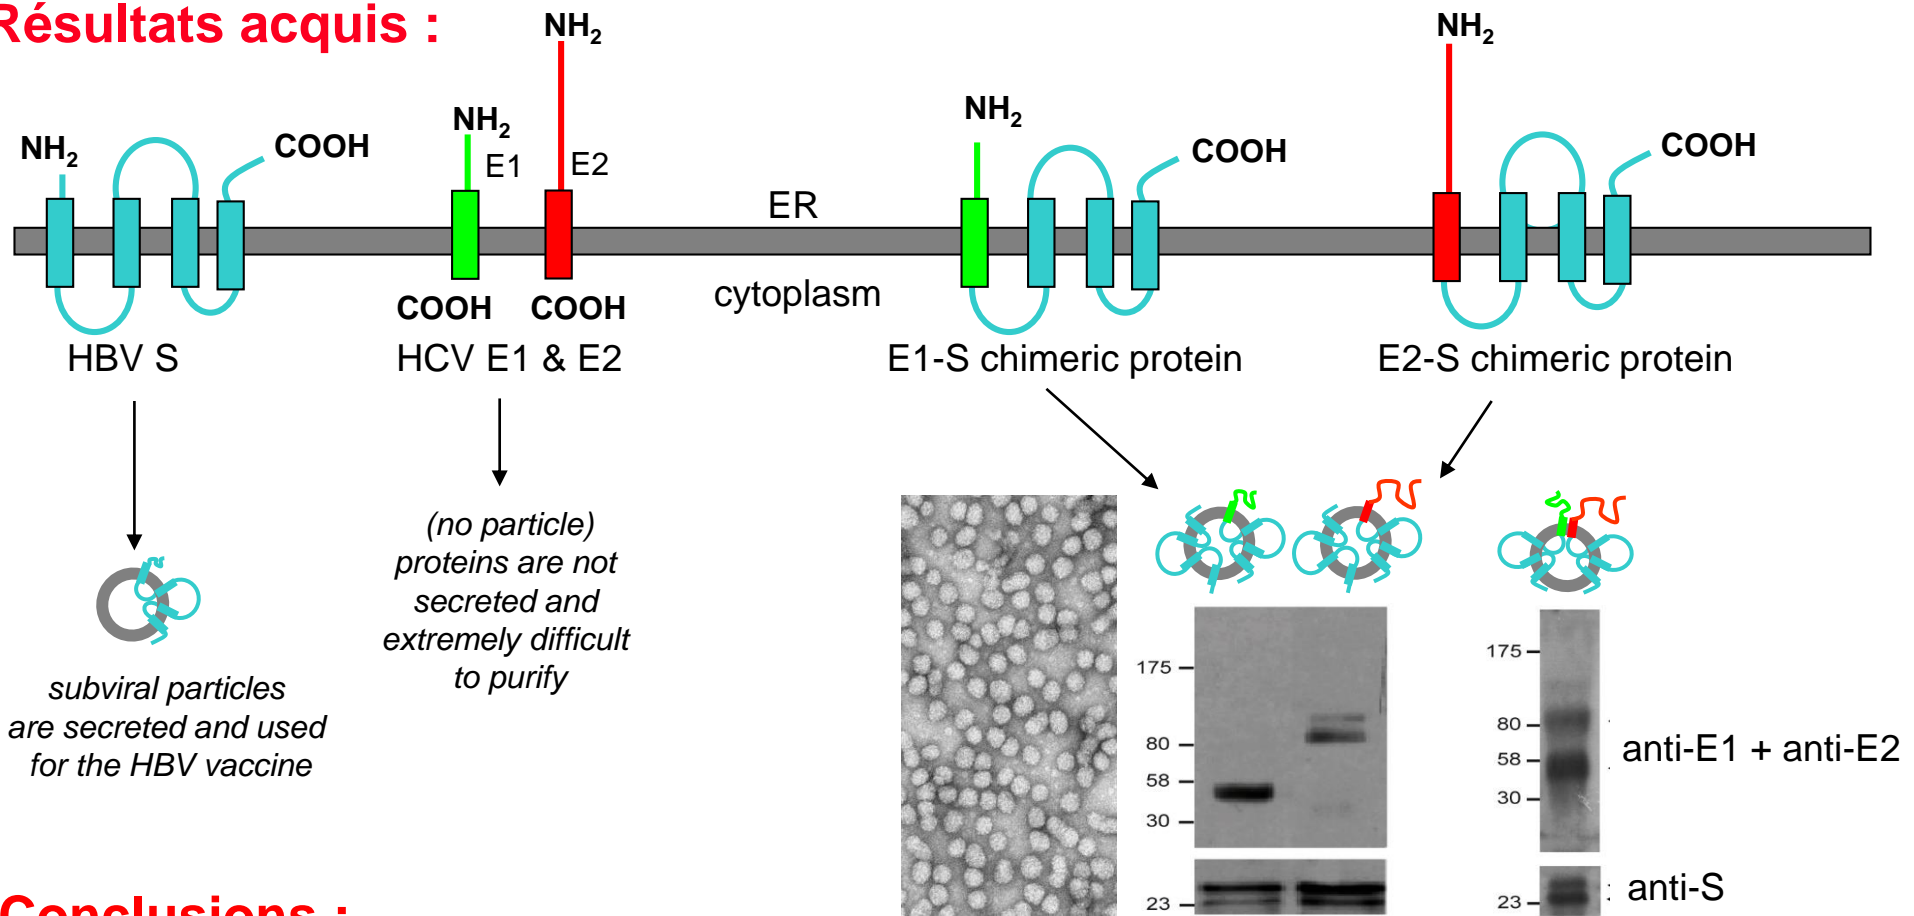 Résultats acquis :
NH2
COOH
NH2
E1
NH2
E2
COOH
COOH
ER
cytoplasm
NH2
COOH
NH2
COOH
HBV S
HCV E1 & E2
E1-S chimeric protein
E2-S chimeric protein
subviral particles
are secreted and used
for the HBV vaccine
(no particle)
proteins are not
secreted and
extremely difficult
to purify
175
80
58
30
23
175
80
58
30
23
anti-E1 + anti-E2
anti-S
Conclusions :